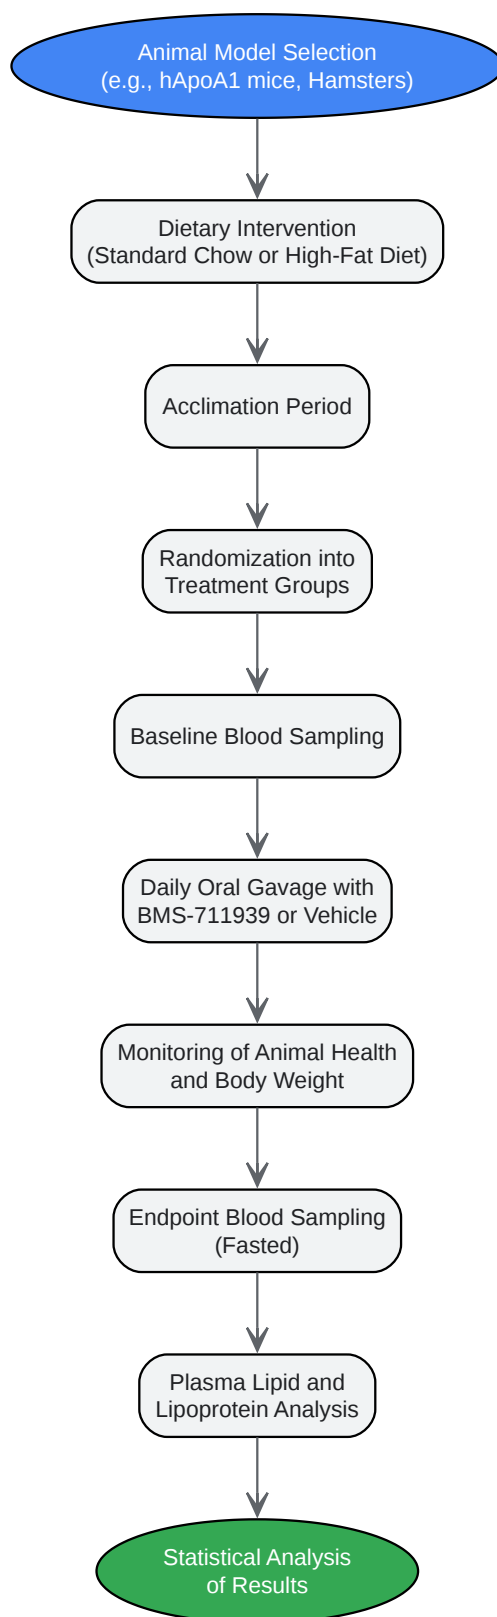 Animal Model Selection
(e.g., hApoA1 mice, Hamsters)
Dietary Intervention
(Standard Chow or High-Fat Diet)
Acclimation Period
Randomization into
Treatment Groups
Baseline Blood Sampling
Daily Oral Gavage with
BMS-711939 or Vehicle
Monitoring of Animal Health
and Body Weight
Endpoint Blood Sampling
(Fasted)
Plasma Lipid and
Lipoprotein Analysis
Statistical Analysis
of Results